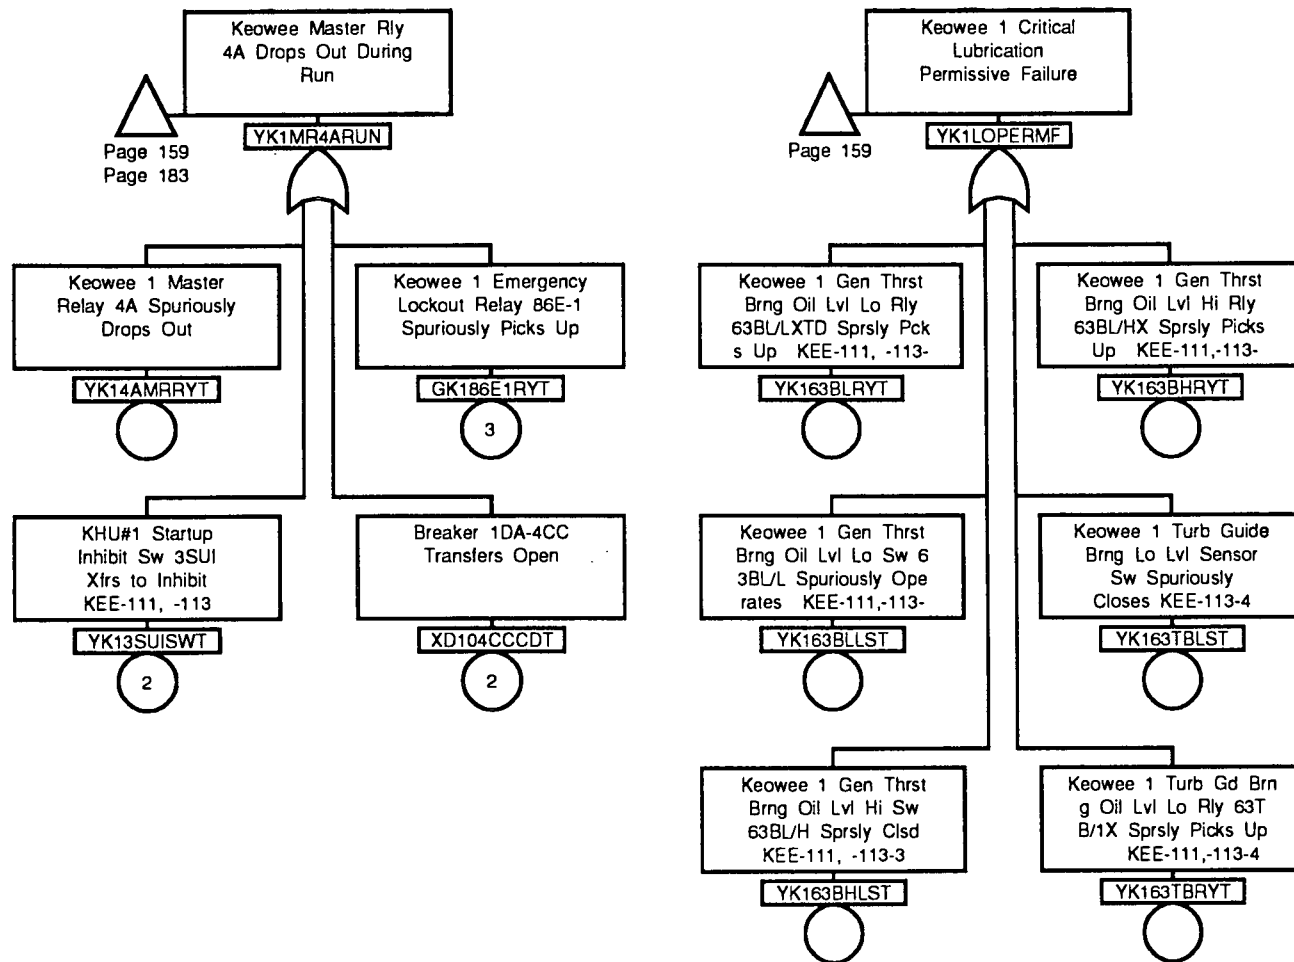 Keowee Master Rly
4A Drops Out During
Run
YK1MR4ARUN
Page 159
Page 183
Keowee 1 Master
Relay 4A Spuriously
Drops Out
YK14AMRRYT
Keowee 1 Emergency
Lockout Relay 86E-1
Spuriously Picks Up
GK186E1RYT
3
KHU#1 Startup
Inhibit Sw 3SUI
Xfrs to Inhibit
KEE-111, -113
YK13SUISWT
2
Breaker 1DA-4CC
Transfers Open
XD104CCCDT
2
Keowee 1 Critical
Lubrication
Permissive Failure
YK1LOPERMF
Page 159
Keowee 1 Gen Thrst
Brng Oil Lvl Lo Rly
63BL/LXTD Sprsly Pck
s Up KEE-111, -113-
YK163BLRYT
Keowee 1 Gen Thrst
Brng Oil Lvl Hi Rly
63BL/HX Sprsly Picks
Up KEE-111,-113-
YK163BHRYT
Keowee 1 Gen Thrst
Brng Oil Lvl Lo Sw 6
3BL/L Spuriously Ope
rates KEE-111,-113-
YK163BLLST
Keowee 1 Turb Guide
Brng Lo Lvl Sensor
Sw Spuriously
Closes KEE-113-4
YK163TBLST
Keowee 1 Gen Thrst
Brng Oil Lvl Hi Sw
63BL/H Sprsly Clsd
KEE-111, -113-3
YK163BHLST
Keowee 1 Turb Gd Brn
g Oil Lvl Lo Rly 63T
B/1X Sprsly Picks Up
KEE-111,-113-4
YK163TBRYT